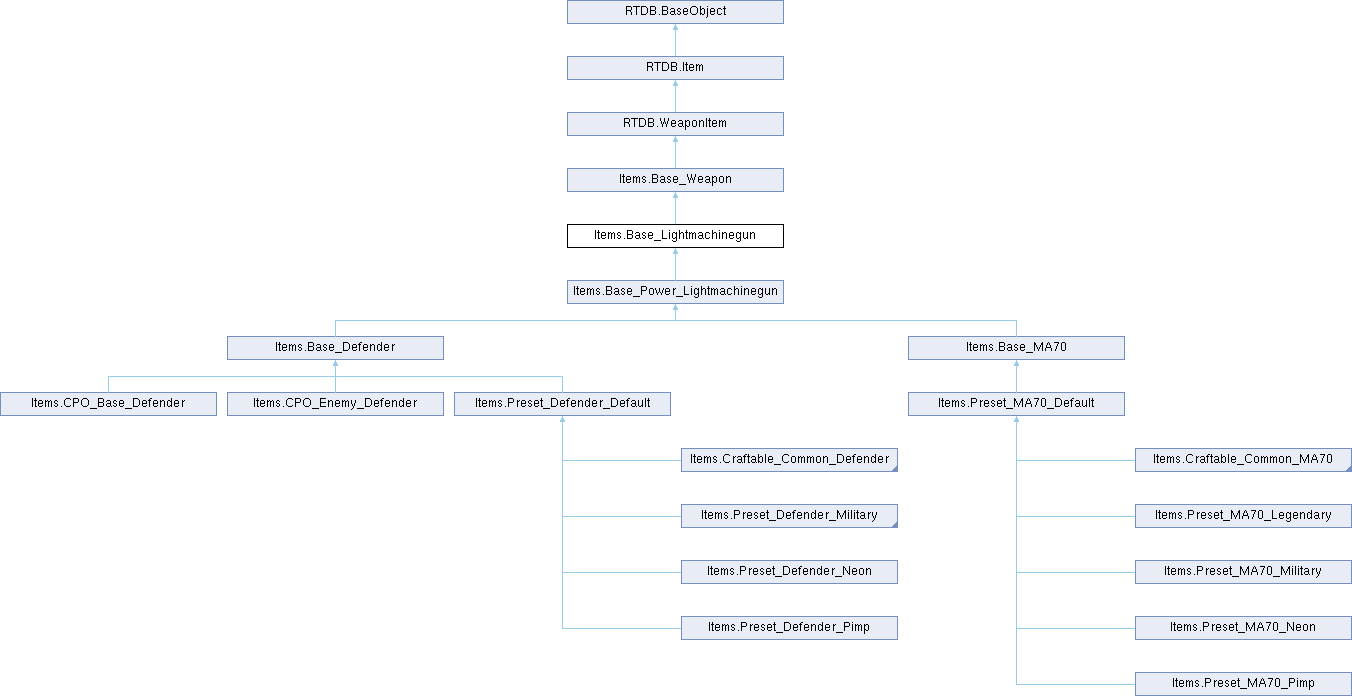 RTDB.BaseObject
RTDB.Item
RTDB.WeaponItem
Items.Base_Weapon
Items.Base_Lightmachinegun
Items.Base_Power_Lightmachinegun
Items.Base_Defender
Items.Base_MA70
Items.CPO_Base_Defender
Items.CPO_Enemy_Defender
Items.Preset_Defender_Default
Items.Preset_MA70_Default
Items.Craftable_Common_Defender
Items.Craftable_Common_MA70
Items.Preset_Defender_Military
Items.Preset_MA70_Legendary
Items.Preset_Defender_Neon
Items.Preset_MA70_Military
Items.Preset_Defender_Pimp
Items.Preset_MA70_Neon
Items.Preset_MA70_Pimp